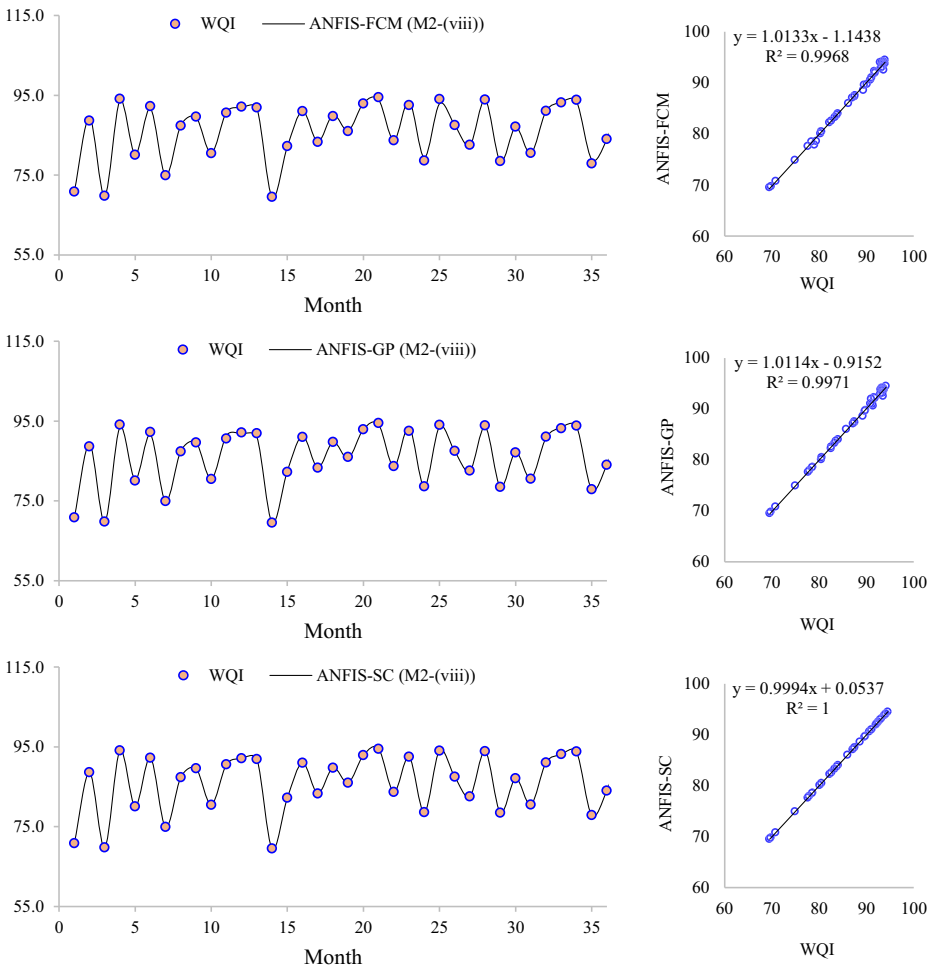 115.0
WQI ANFIS-FCM (M2-(viii))
95.0
75.0
55.0
0 5 10 15 20 25 30 35
Month
100
y = 1.0133x - 1.1438
R² = 0.9968
90
80
70
60
ANFIS-FCM
60 70 80 90 100
WQI
115.0
WQI ANFIS-GP (M2-(viii))
95.0
75.0
55.0
0 5 10 15 20 25 30 35
Month
100
y = 1.0114x - 0.9152
R² = 0.9971
90
80
70
60
ANFIS-GP
60 70 80 90 100
WQI
115.0
WQI ANFIS-SC (M2-(viii))
95.0
75.0
55.0
0 5 10 15 20 25 30 35
Month
100
y = 0.9994x + 0.0537
R² = 1
90
80
70
60
ANFIS-SC
60 70 80 90 100
WQI